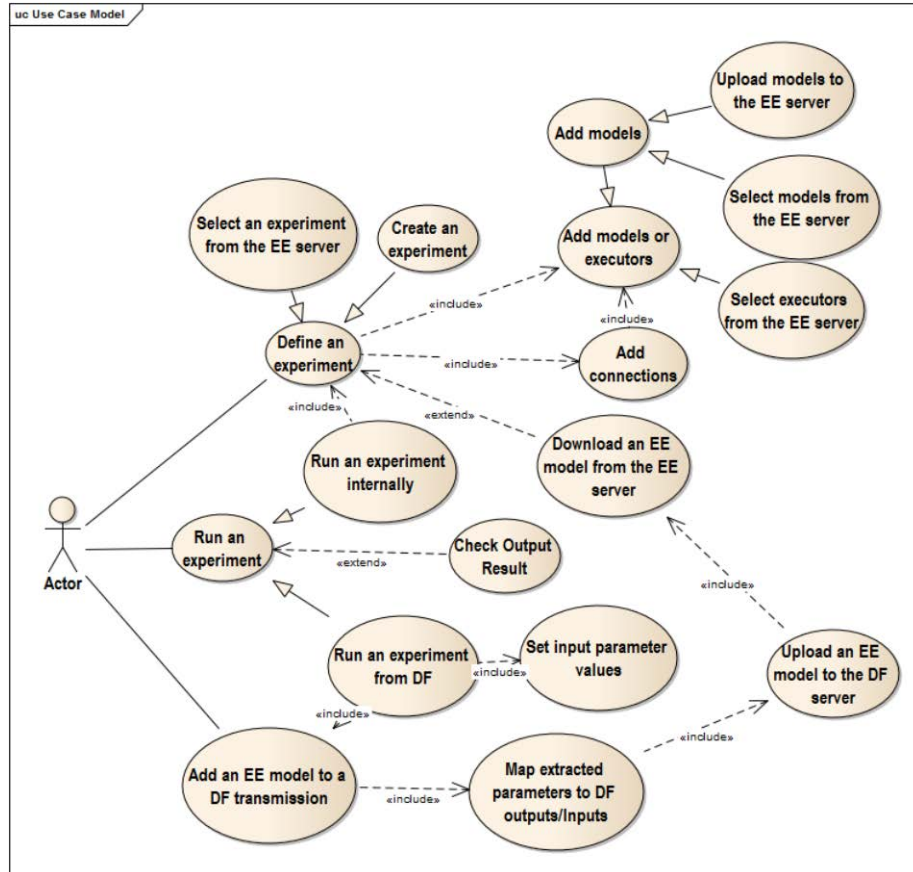 uc Use Case Model
Upload models to
the EE server
Add models
Select models from
the EE server
Select an experiment
from the EE server
Create an
experiment
Add models or
executors
Select executors
from the EE server
«include»
«include»
Define an
experiment
«include»
Add
connections
«include»
«extend»
Run an experiment
internally
Download an EE
model from the EE
server
Run an
experiment
Actor
«extend»
Check Output
Result
«include»
Run an experiment
from DF
«include»
Set input parameter
values
Upload an EE
model to the DF
server
«include»
«include»
Add an EE model to a
DF transmission
«include»
Map extracted
parameters to DF
outputs/Inputs